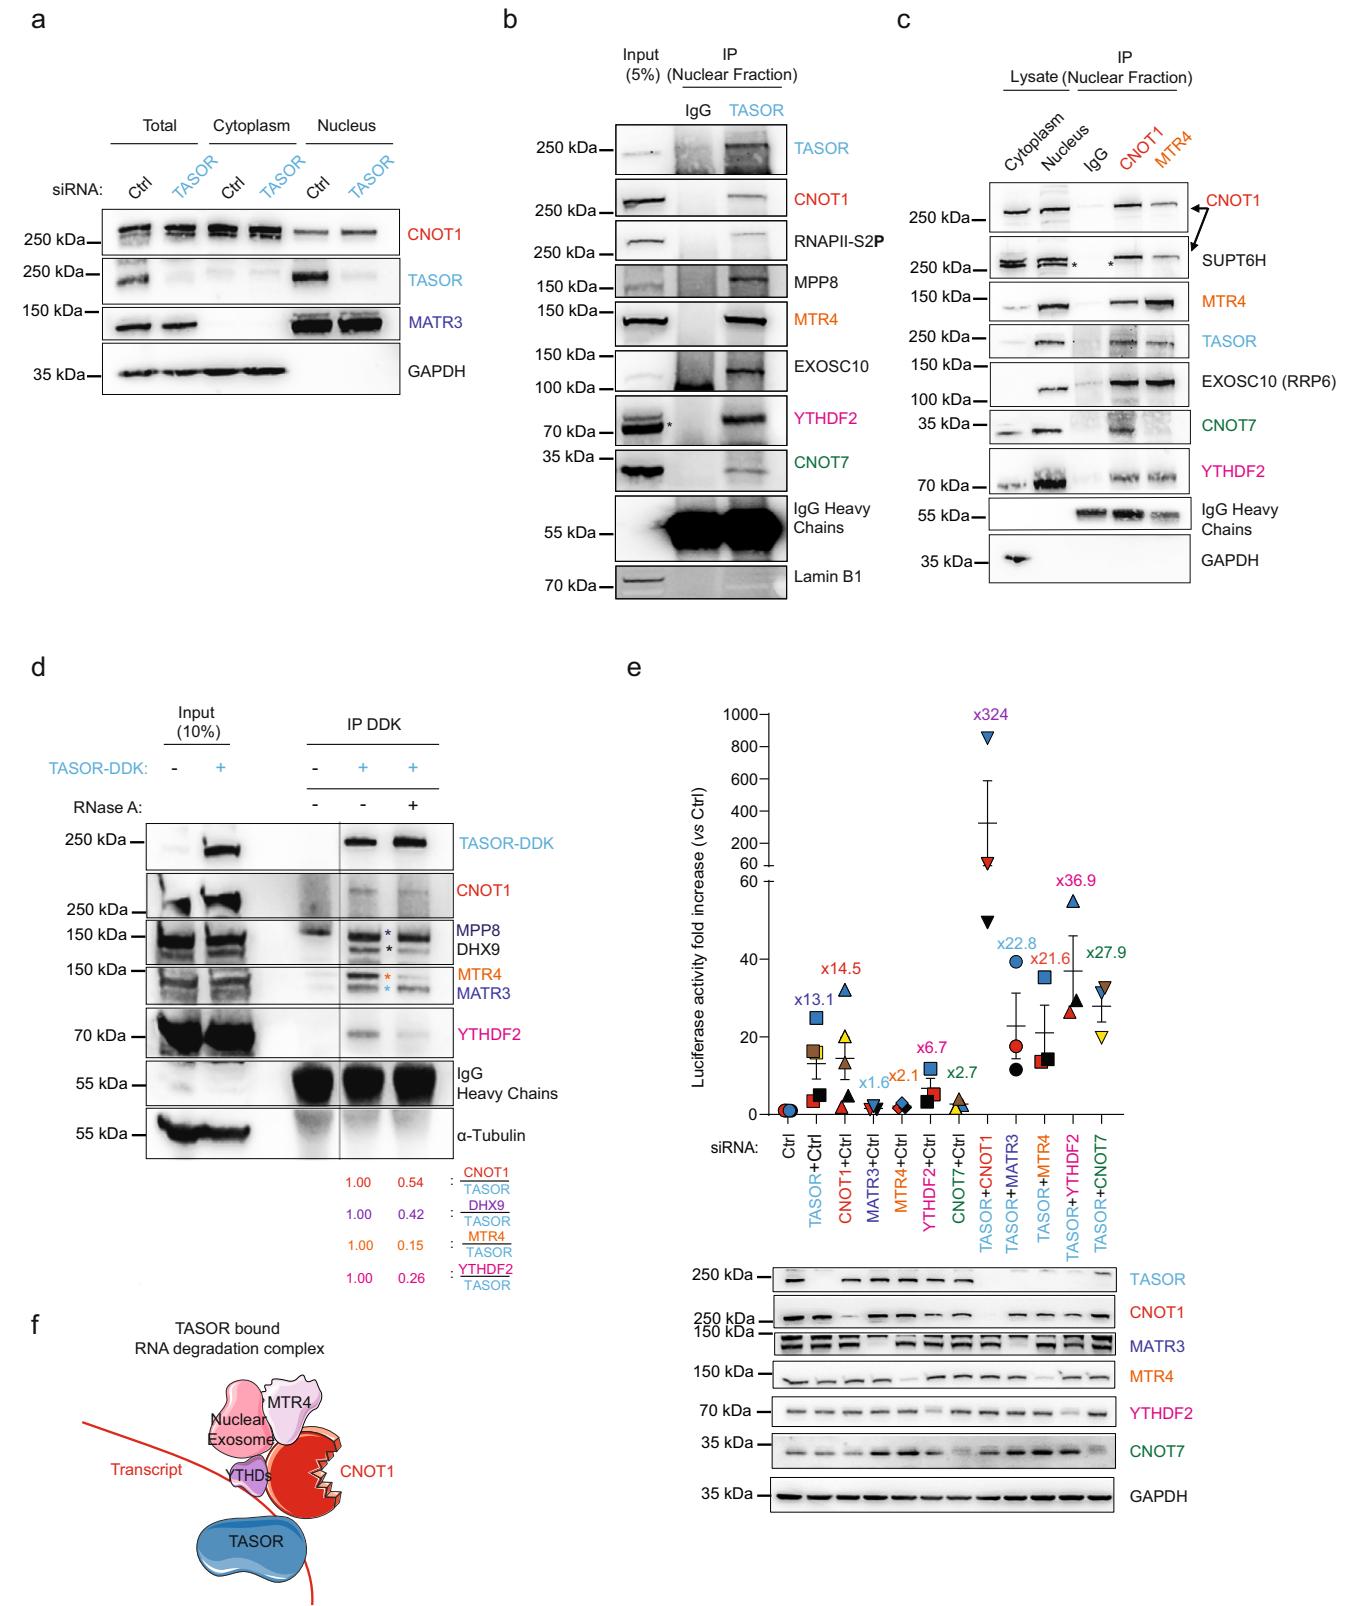 a
Total Cytoplasm Nucleus
siRNA: Ctrl TASOR Ctrl TASOR Ctrl TASOR
250 kDa CNOT1
250 kDa TASOR
150 kDa MATR3
35 kDa GAPDH
b
Input (5%) IP (Nuclear Fraction)
IgG TASOR
250 kDa TASOR
250 kDa CNOT1
250 kDa RNAPII-S2P
150 kDa MPP8
150 kDa MTR4
150 kDa EXOSC10
100 kDa
70 kDa * YTHDF2
35 kDa CNOT7
55 kDa IgG Heavy Chains
70 kDa Lamin B1
c
Lysate IP (Nuclear Fraction)
Cytoplasm Nucleus IgG CNOT1 MTR4
250 kDa CNOT1
250 kDa * * SUPT6H
150 kDa MTR4
250 kDa TASOR
150 kDa EXOSC10 (RRP6)
100 kDa
35 kDa CNOT7
70 kDa YTHDF2
55 kDa IgG Heavy Chains
35 kDa GAPDH
d
Input (10%) IP DDK
TASOR-DDK: - + - + +
RNase A: - - +
250 kDa TASOR-DDK
250 kDa CNOT1
150 kDa * MPP8
* DHX9
150 kDa * MTR4
* MATR3
70 kDa YTHDF2
55 kDa IgG Heavy Chains
55 kDa α-Tubulin
1.00 0.54 : CNOT1 TASOR
1.00 0.42 : DHX9 TASOR
1.00 0.15 : MTR4 TASOR
1.00 0.26 : YTHDF2 TASOR
e
Luciferase activity fold increase (vs Ctrl)
1000
800
600
400
200
60
60
40
20
0
x13.1 x14.5 x1.6 x2.1 x6.7 x2.7 x324 x22.8 x21.6 x36.9 x27.9
siRNA: Ctrl TASOR+Ctrl CNOT1+Ctrl MATR3+Ctrl MTR4+Ctrl YTHDF2+Ctrl CNOT7+Ctrl TASOR+CNOT1 TASOR+MATR3 TASOR+MTR4 TASOR+YTHDF2 TASOR+CNOT7
250 kDa TASOR
250 kDa CNOT1
150 kDa MATR3
150 kDa MTR4
70 kDa YTHDF2
35 kDa CNOT7
35 kDa GAPDH
f
TASOR bound
RNA degradation complex
MTR4
Nuclear
Exosome
YTHDs
CNOT1
Transcript
TASOR